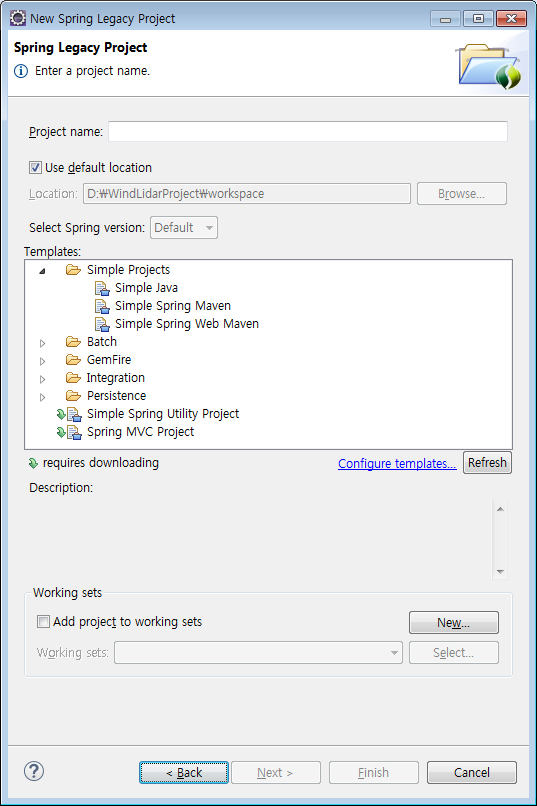 New Spring Legacy Project
Spring Legacy Project
Enter a project name.
Project name:
Use default location
Location: D:₩WindLidarProject₩workspace Browse...
Select Spring version: Default
Templates:
Simple Projects
Simple Java
Simple Spring Maven
Simple Spring Web Maven
Batch
GemFire
Integration
Persistence
Simple Spring Utility Project
Spring MVC Project
requires downloading Configure templates... Refresh
Description:
Working sets
Add project to working sets New...
Working sets: Select...
? < Back Next > Finish Cancel